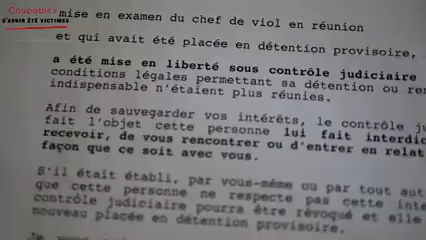 Coupables
D'AVOIR ÉTÉ VICTIMES
mise en examen du chef de viol en réunion
et qui avait été placée en détention provisoire,
a été mise en liberté sous contrôle judiciaire
conditions légales permettant sa détention ou ren
indispensable n'étaient plus réunies.
Afin de sauvegarder vos intérêts, le contrôle ju
fait l'objet cette personne lui fait interdic
recevoir, de vous rencontrer ou d'entrer en relat
façon que ce soit avec vous.
S'il était établi, par vous-même ou par tout aut
que cette personne ne respecte pas cette inte
contrôle judiciaire pourra être révoqué et elle
nouveau placée en détention provisoire.